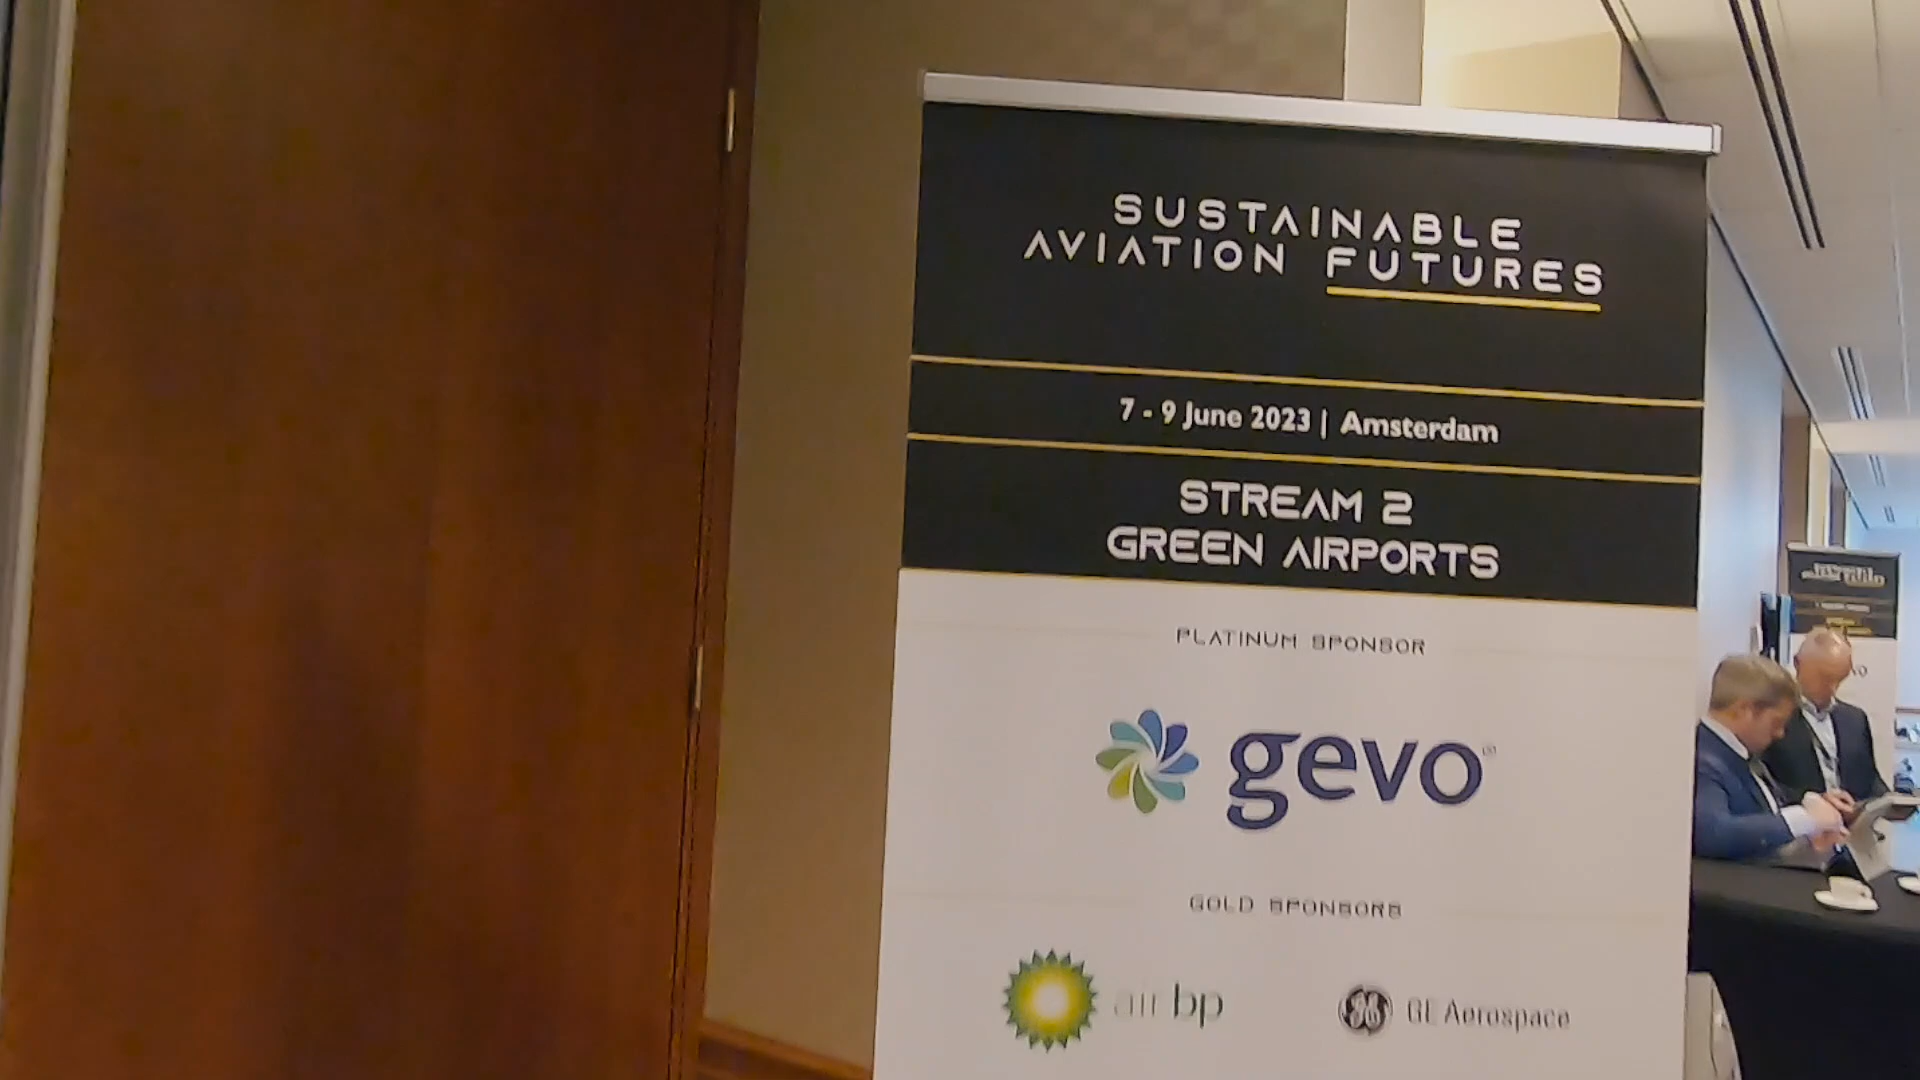 SUSTAINABLE
AVIATION FUTURES
7 - 9 June 2023 | Amsterdam
STREAM 2
GREEN AIRPORTS
PLATINUM SPONSOR
gevo
GOLD SPONSORS
air bp
GE Aerospace